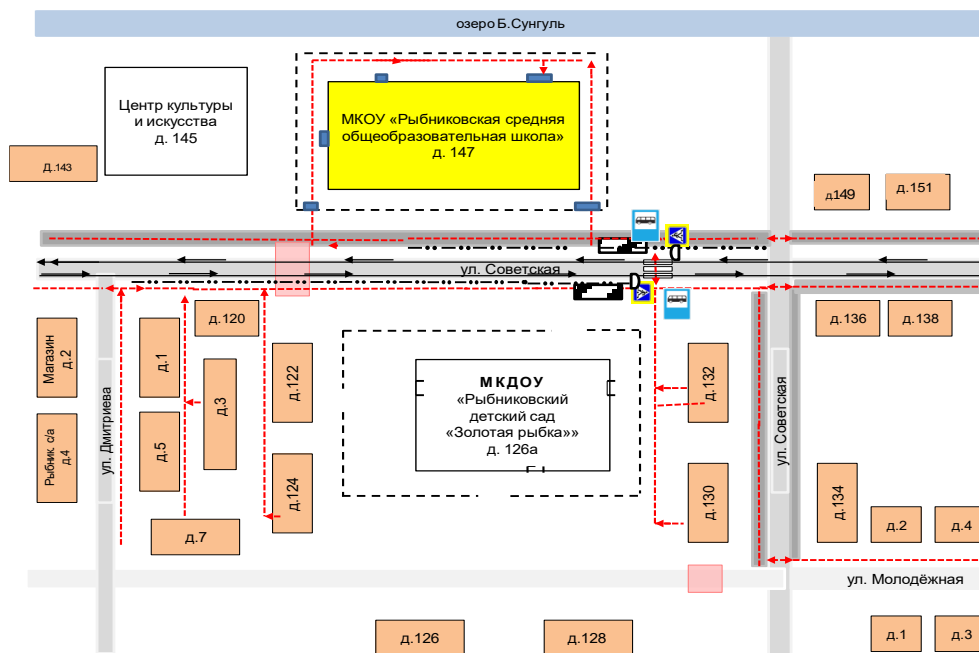 озеро Б.Сунгуль
Центр культуры
и искусства
д. 145
МКОУ «Рыбниковская средняя
общеобразовательная школа»
д. 147
д.143
д.149
д.151
ул. Советская
д.120
д.136
д.138
Магазин
д.2
д.1
д.3
д.122
МКДОУ
«Рыбниковский
детский сад
«Золотая рыбка»»
д. 126а
д.132
ул. Советская
ул. Дмитриева
Рыбник. с/а
д.4
д.5
д.124
д.130
д.134
д.2
д.4
д.7
ул. Молодёжная
д.126
д.128
д.1
д.3